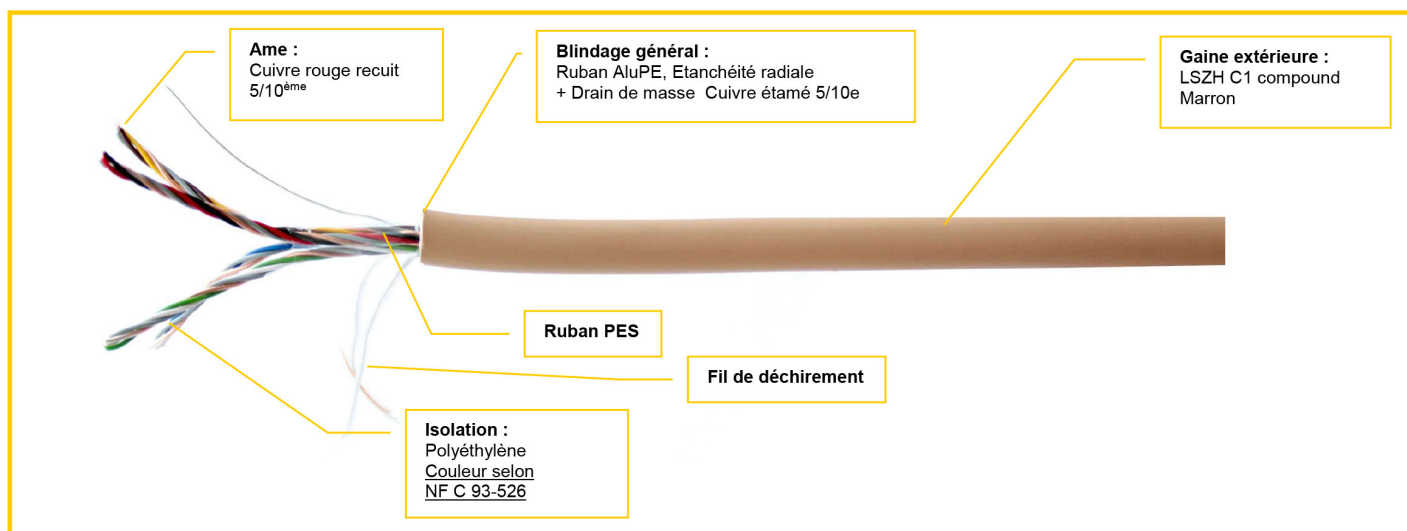 Ame :
Cuivre rouge recuit
5/10ème
Blindage général :
Ruban AluPE, Etanchéité radiale
+ Drain de masse Cuivre étamé 5/10e
Gaine extérieure :
LSZH C1 compound
Marron
Ruban PES
Fil de déchirement
Isolation :
Polyéthylène
Couleur selon
NF C 93-526